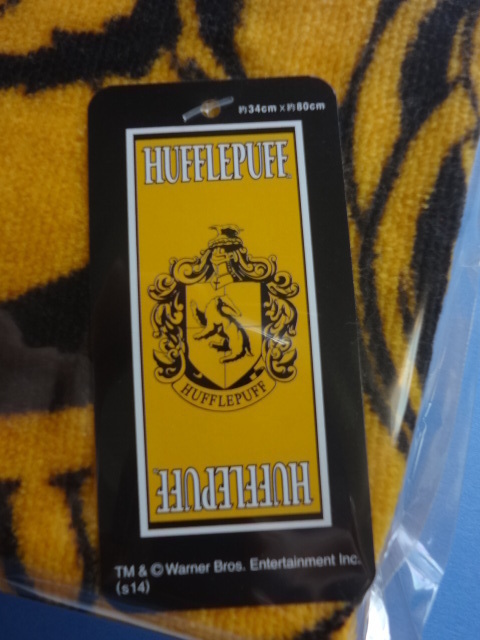 約34cm×約80cm
HUFFLEPUFF
HUFFLEPUFF
HUFFLEPUFF
TM & © Warner Bros. Entertainment Inc.
(s14)